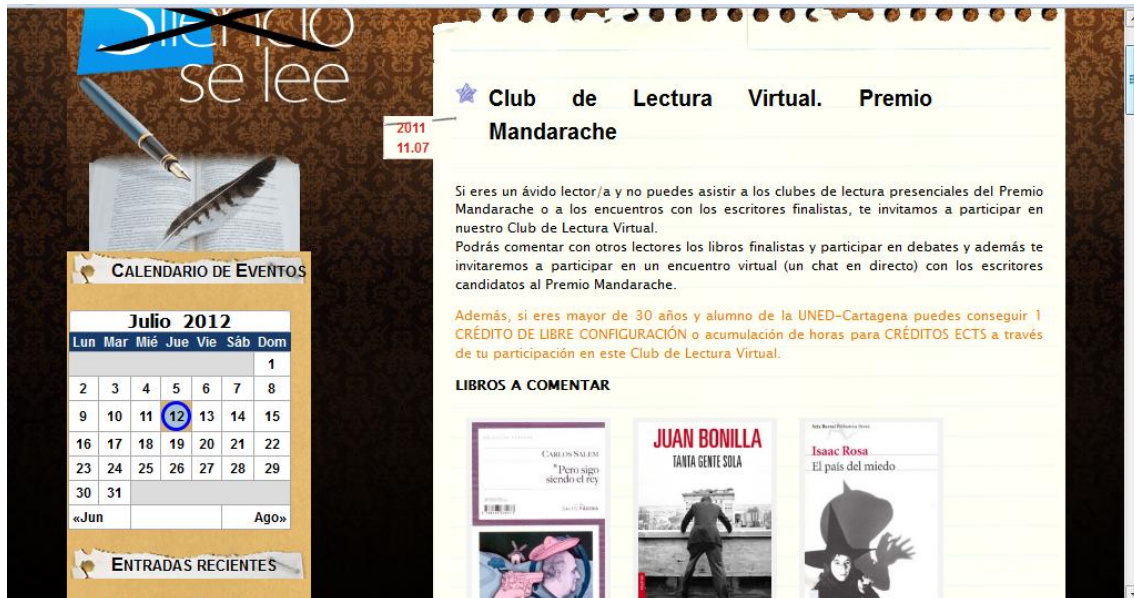 Silencio
se lee
CALENDARIO DE EVENTOS
Julio 2012
Lun Mar Mié Jue Vie Sáb Dom
1
2 3 4 5 6 7 8
9 10 11 12 13 14 15
16 17 18 19 20 21 22
23 24 25 26 27 28 29
30 31
«Jun Ago»
ENTRADAS RECIENTES
2011
11.07
Club de Lectura Virtual. Premio
Mandarache
Si eres un ávido lector/a y no puedes asistir a los clubes de lectura presenciales del Premio
Mandarache o a los encuentros con los escritores finalistas, te invitamos a participar en
nuestro Club de Lectura Virtual.
Podrás comentar con otros lectores los libros finalistas y participar en debates y además te
invitaremos a participar en un encuentro virtual (un chat en directo) con los escritores
candidatos al Premio Mandarache.
Además, si eres mayor de 30 años y alumno de la UNED-Cartagena puedes conseguir 1
CRÉDITO DE LIBRE CONFIGURACIÓN o acumulación de horas para CRÉDITOS ECTS a través
de tu participación en este Club de Lectura Virtual.
LIBROS A COMENTAR
CARLOS SALEM
Pero sigo
siendo el rey
JUAN BONILLA
TANTA GENTE SOLA
Seix Barral Biblioteca Breve
Isaac Rosa
El país del miedo